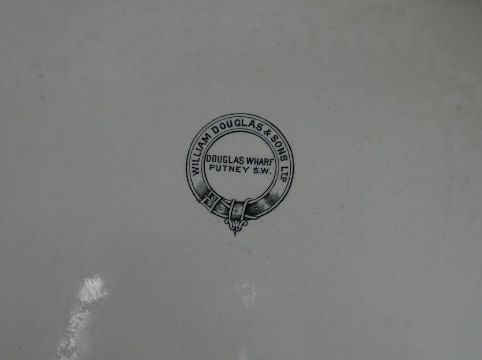 WILLIAM DOUGLAS & SONS LTD
DOUGLAS WHARF
PUTNEY S.W.